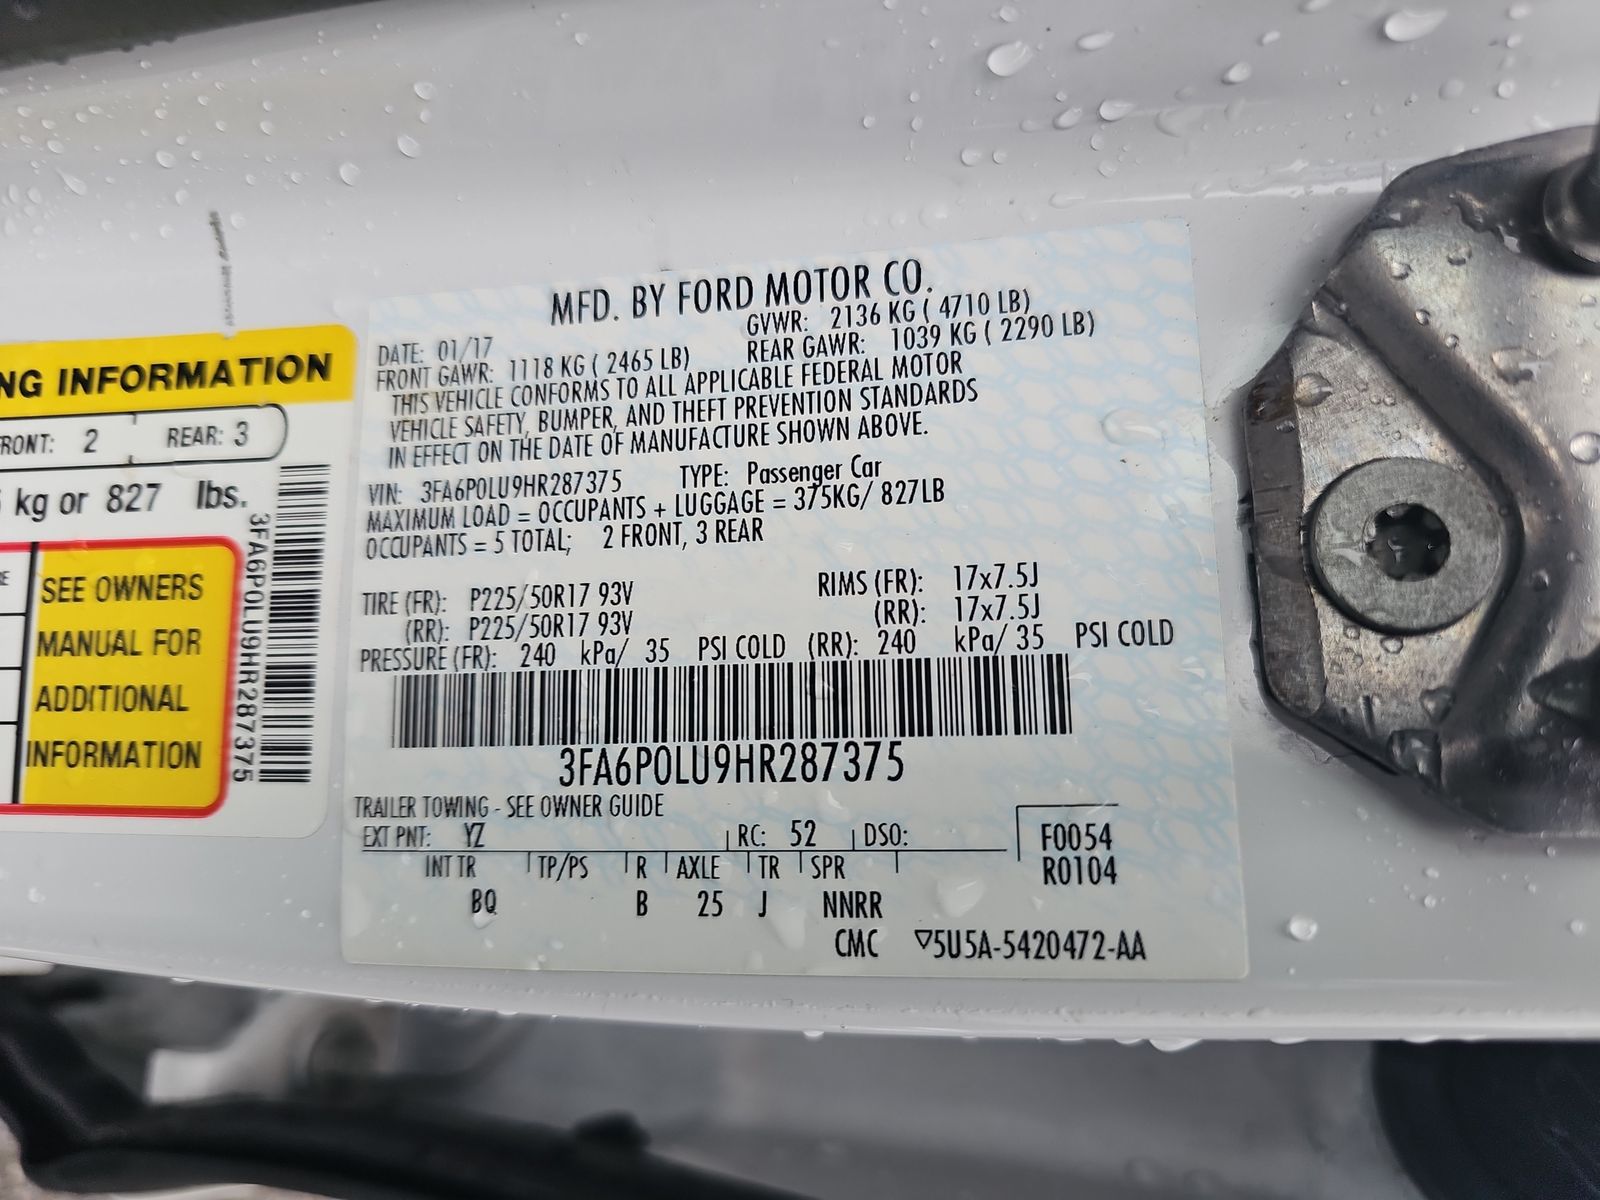 NG INFORMATION
FRONT: 2 REAR: 3
kg or 827 lbs.
SEE OWNERS
MANUAL FOR
ADDITIONAL
INFORMATION
3FA6P0LU9HR287375
MFD. BY FORD MOTOR CO.
DATE: 01/17 GVWR: 2136 KG ( 4710 LB)
FRONT GAWR: 1118 KG ( 2465 LB) REAR GAWR: 1039 KG ( 2290 LB)
THIS VEHICLE CONFORMS TO ALL APPLICABLE FEDERAL MOTOR
VEHICLE SAFETY, BUMPER, AND THEFT PREVENTION STANDARDS
IN EFFECT ON THE DATE OF MANUFACTURE SHOWN ABOVE.
VIN: 3FA6P0LU9HR287375 TYPE: Passenger Car
MAXIMUM LOAD = OCCUPANTS + LUGGAGE = 375KG/ 827LB
OCCUPANTS = 5 TOTAL; 2 FRONT, 3 REAR
TIRE (FR): P225/50R17 93V RIMS (FR): 17x7.5J
(RR): P225/50R17 93V (RR): 17x7.5J
PRESSURE (FR): 240 kPa/ 35 PSI COLD (RR): 240 kPa/ 35 PSI COLD
3FA6P0LU9HR287375
TRAILER TOWING - SEE OWNER GUIDE
EXT PNT: YZ RC: 52 DSO: F0054
INT TR TP/PS R AXLE TR SPR R0104
BQ B 25 J NNRR
CMC ▽5U5A-5420472-AA